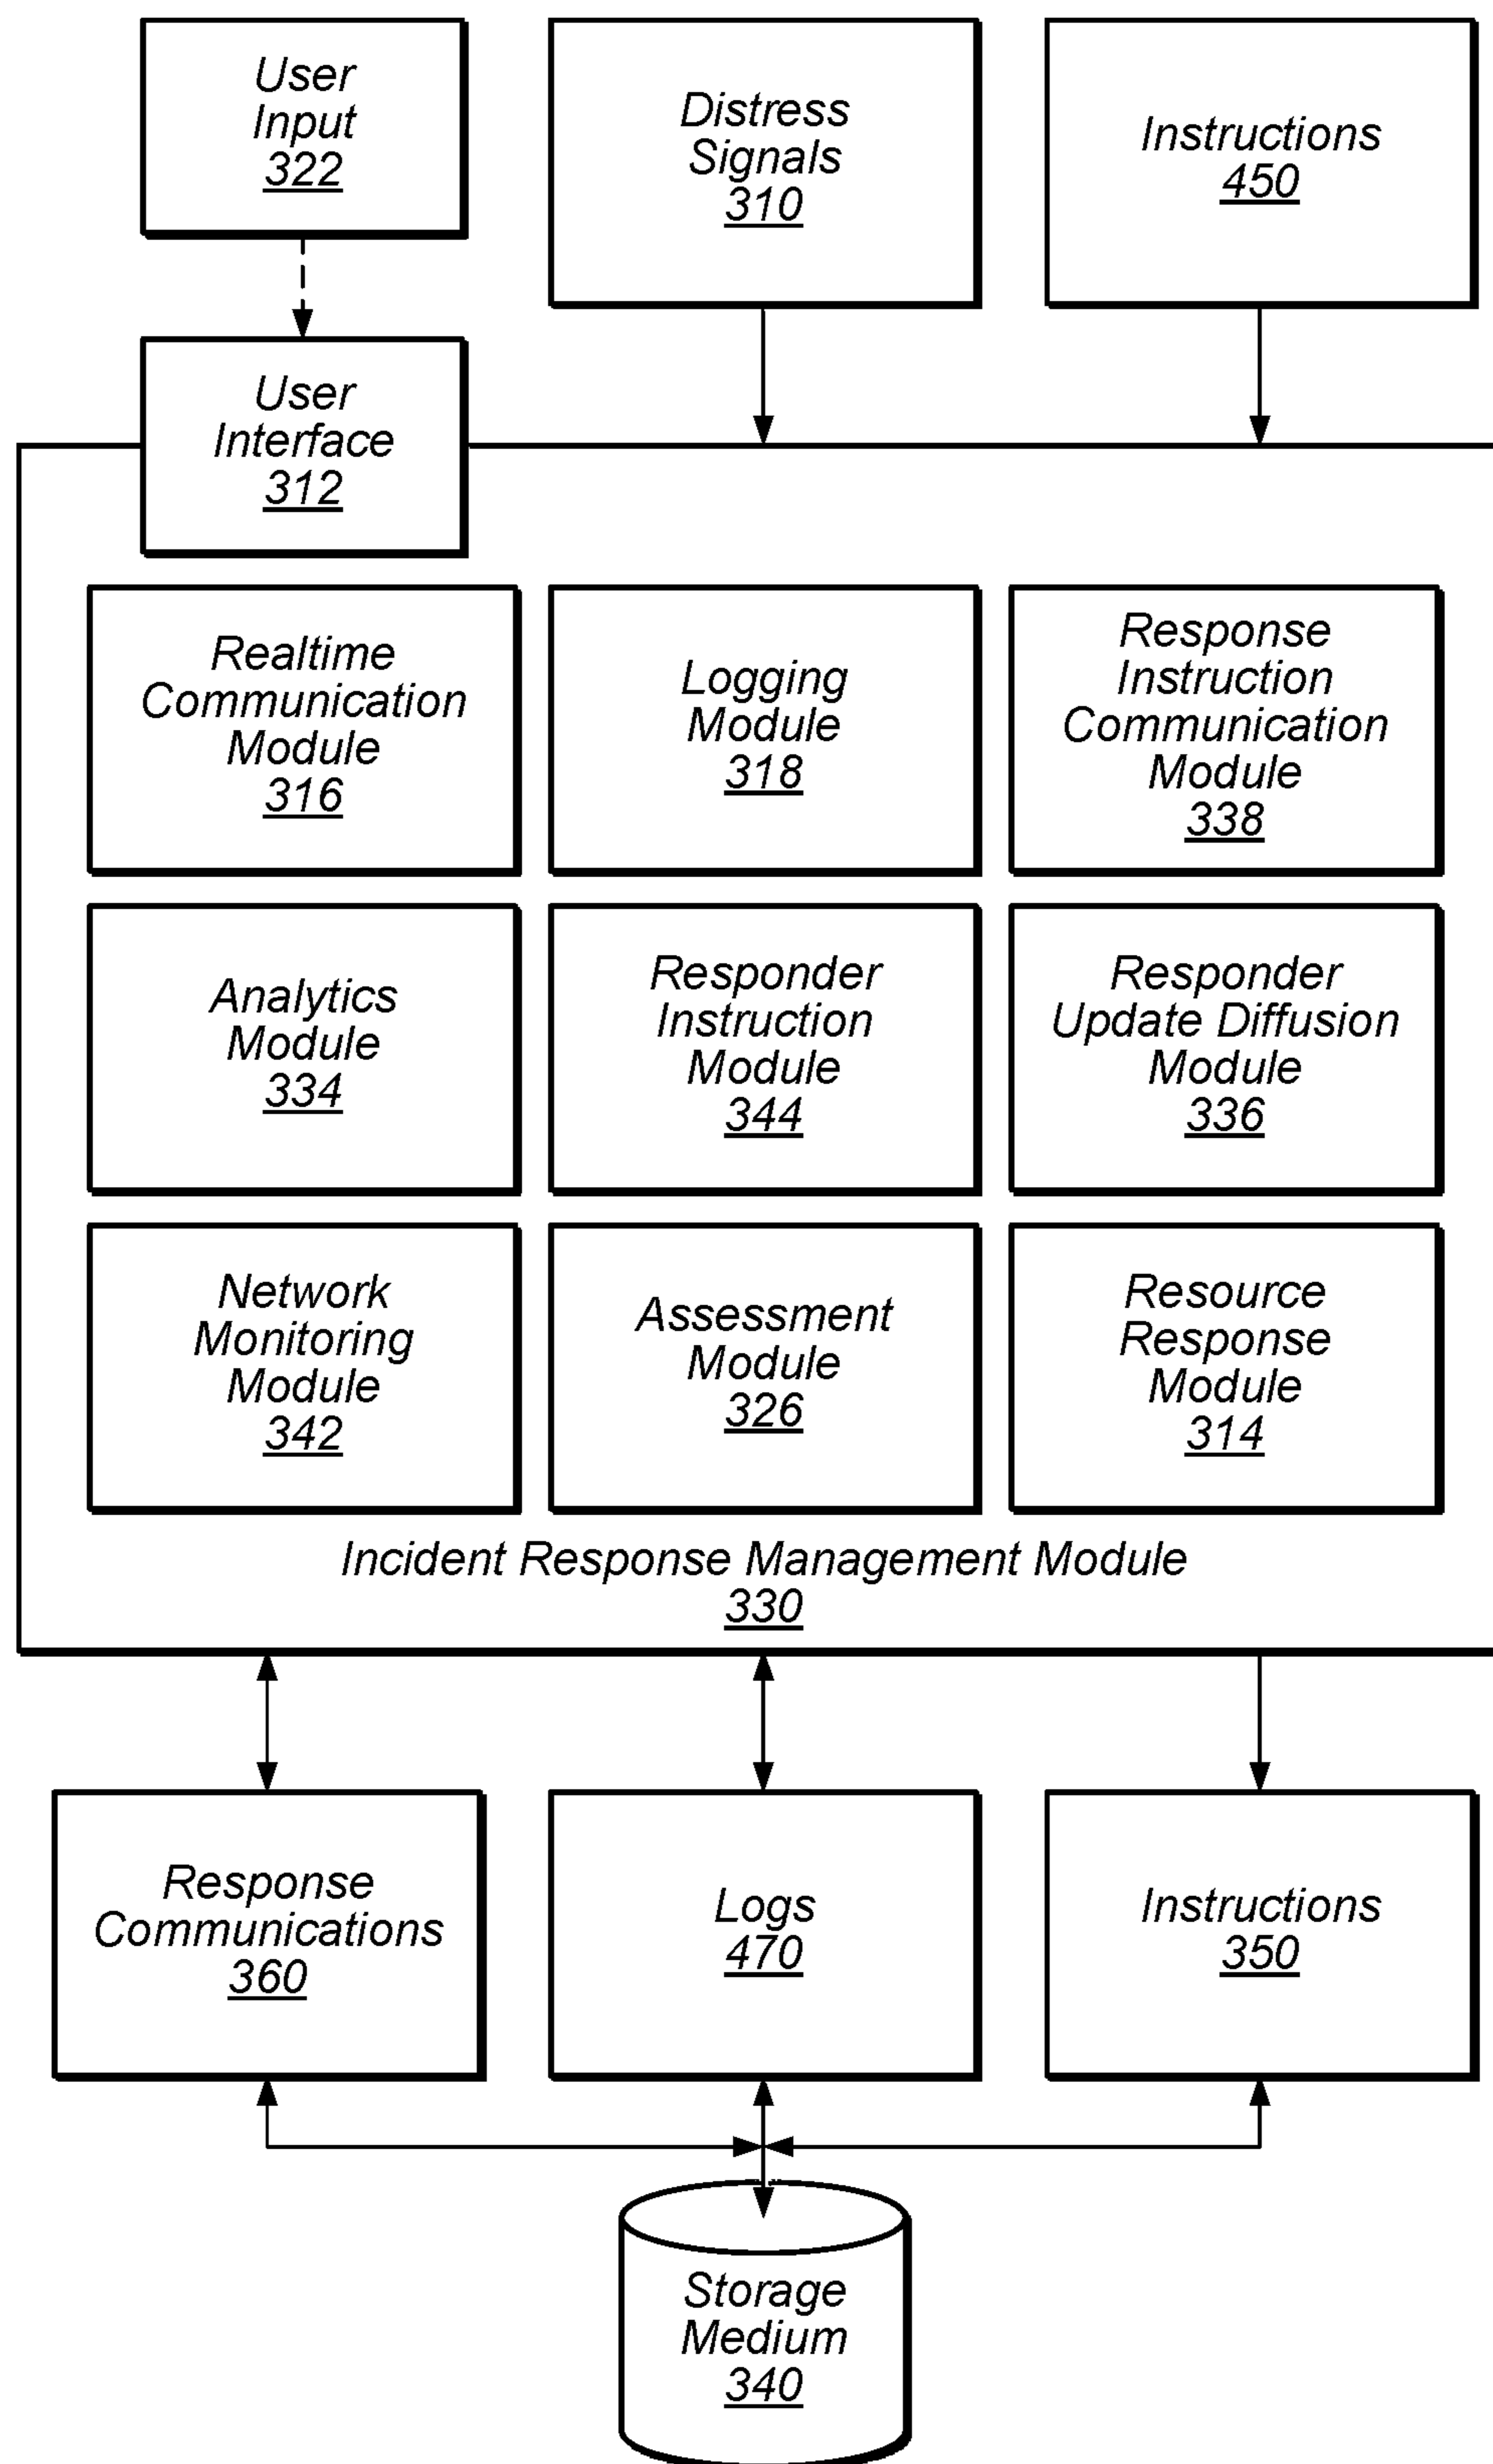 User
Input
322
Distress
Signals
310
Instructions
450
User
Interface
312
Realtime
Communication
Module
316
Logging
Module
318
Response
Instruction
Communication
Module
338
Analytics
Module
334
Responder
Instruction
Module
344
Responder
Update Diffusion
Module
336
Network
Monitoring
Module
342
Assessment
Module
326
Resource
Response
Module
314
Incident Response Management Module
330
Response
Communications
360
Logs
470
Instructions
350
Storage
Medium
340